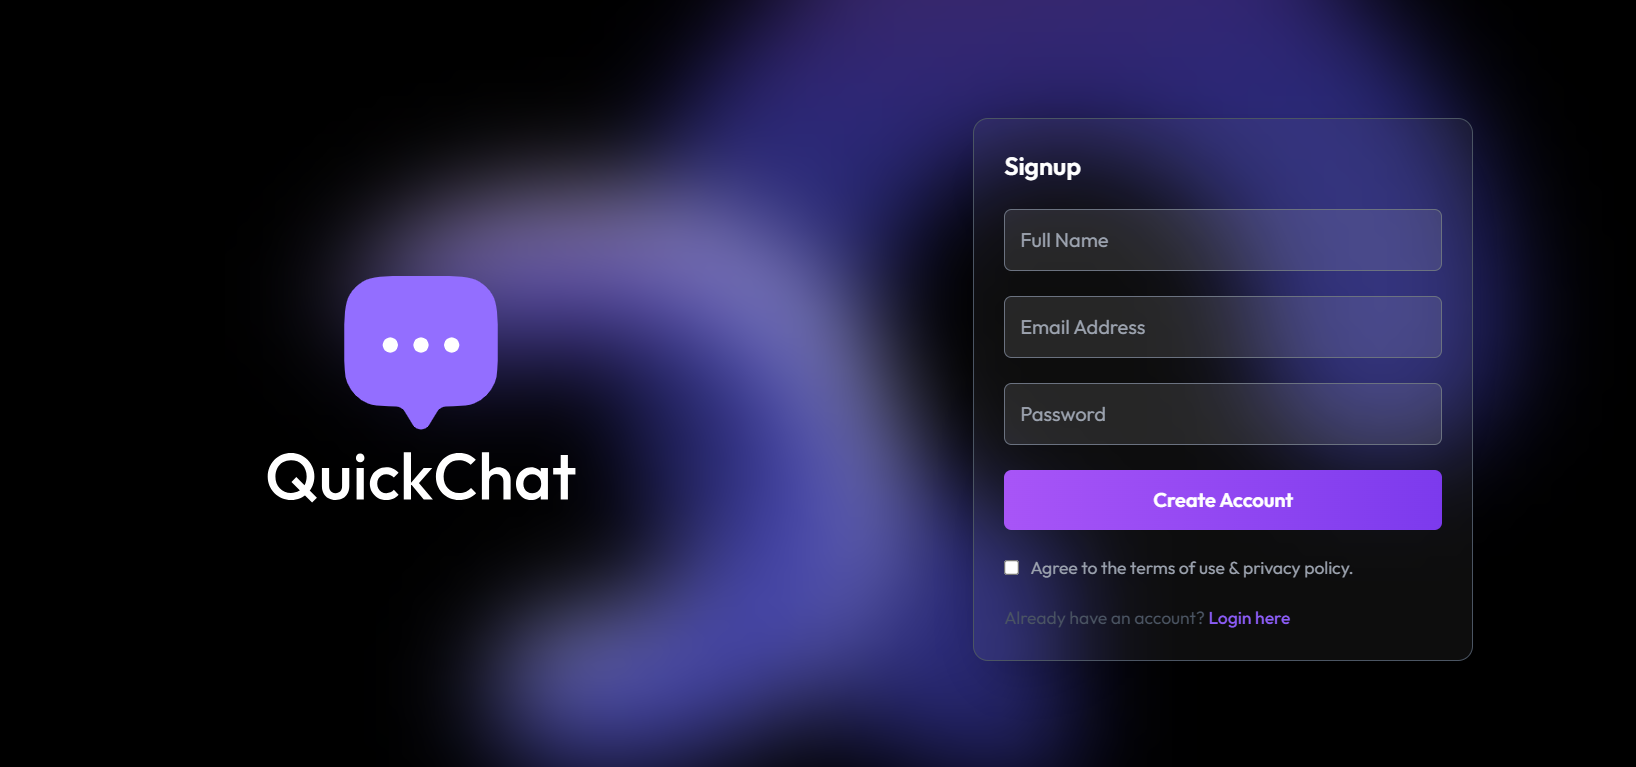 QuickChat
Signup
Full Name
Email Address
Password
Create Account
Agree to the terms of use & privacy policy.
Already have an account? Login here